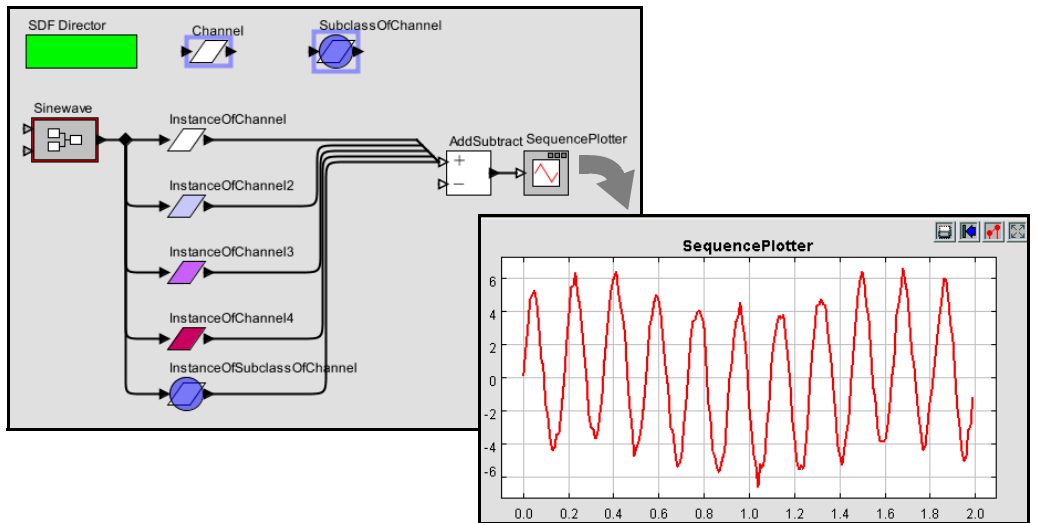 SDF Director
Channel
SubclassOfChannel
Sinewave
InstanceOfChannel
AddSubtract
SequencePlotter
+
−
InstanceOfChannel2
InstanceOfChannel3
InstanceOfChannel4
InstanceOfSubclassOfChannel
SequencePlotter
6
4
2
0
-2
-4
-6
0.0 0.2 0.4 0.6 0.8 1.0 1.2 1.4 1.6 1.8 2.0